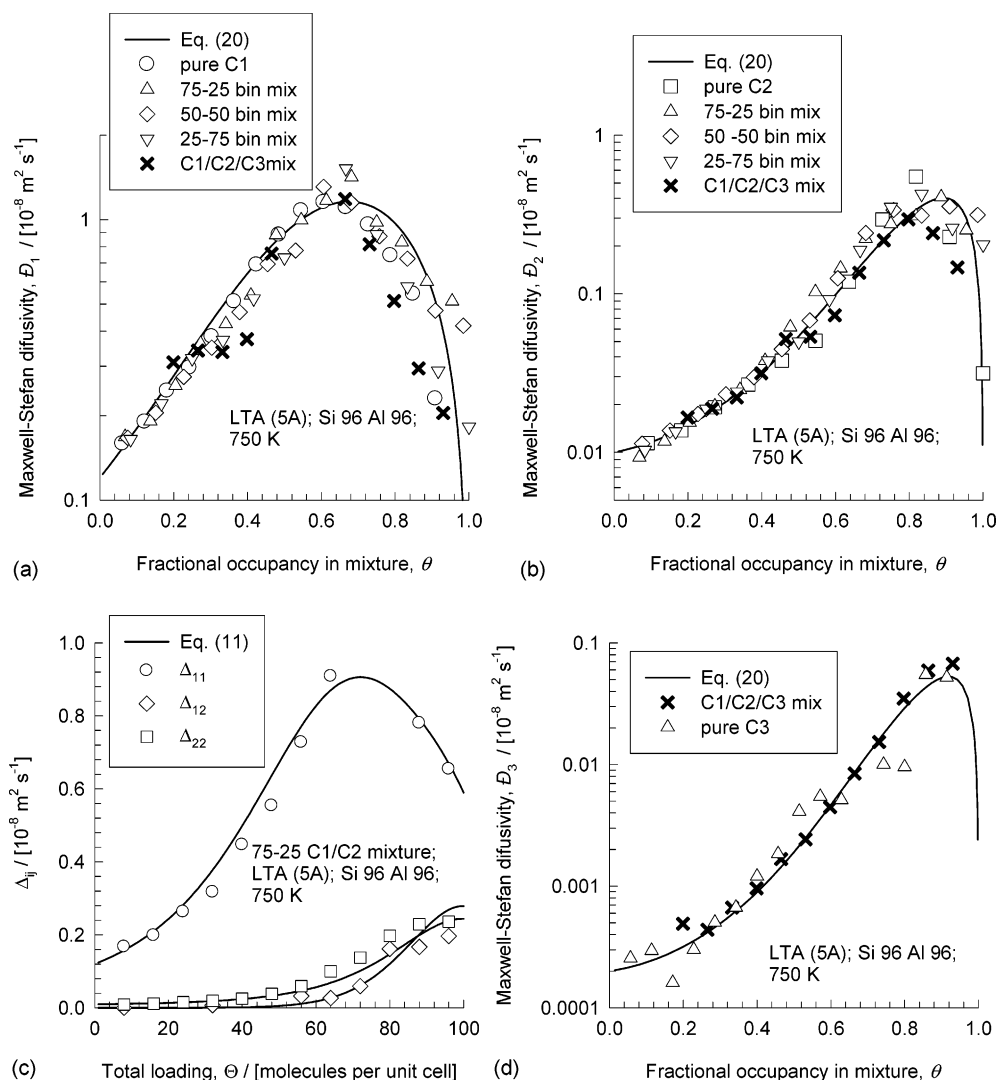 Eq. (20)
pure C1
75-25 bin mix
50-50 bin mix
25-75 bin mix
C1/C2/C3mix
Maxwell-Stefan difusivity, Đ1 / [10-8 m2 s-1]
1
0.1
LTA (5A); Si 96 Al 96;
750 K
0.0 0.2 0.4 0.6 0.8 1.0
Fractional occupancy in mixture, θ
(a)
Eq. (20)
pure C2
75-25 bin mix
50 -50 bin mix
25-75 bin mix
C1/C2/C3 mix
Maxwell-Stefan difusivity, Đ2 / [10-8 m2 s-1]
1
0.1
0.01
LTA (5A); Si 96 Al 96;
750 K
0.0 0.2 0.4 0.6 0.8 1.0
Fractional occupancy in mixture, θ
(b)
Eq. (11)
Δ11
Δ12
Δ22
Δij / [10-8 m2 s-1]
1.0
0.8
0.6
0.4
0.2
0.0
75-25 C1/C2 mixture;
LTA (5A); Si 96 Al 96;
750 K
0 20 40 60 80 100
Total loading, Θ / [molecules per unit cell]
(c)
Eq. (20)
C1/C2/C3 mix
pure C3
Maxwell-Stefan difusivity, Đ3 / [10-8 m2 s-1]
0.1
0.01
0.001
0.0001
LTA (5A); Si 96 Al 96;
750 K
0.0 0.2 0.4 0.6 0.8 1.0
Fractional occupancy in mixture, θ
(d)